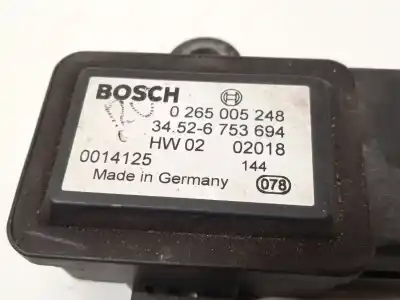 BOSCH
0 265 005 248
34.52-6 753 694
HW 02 02018
0014125 144
Made in Germany 078